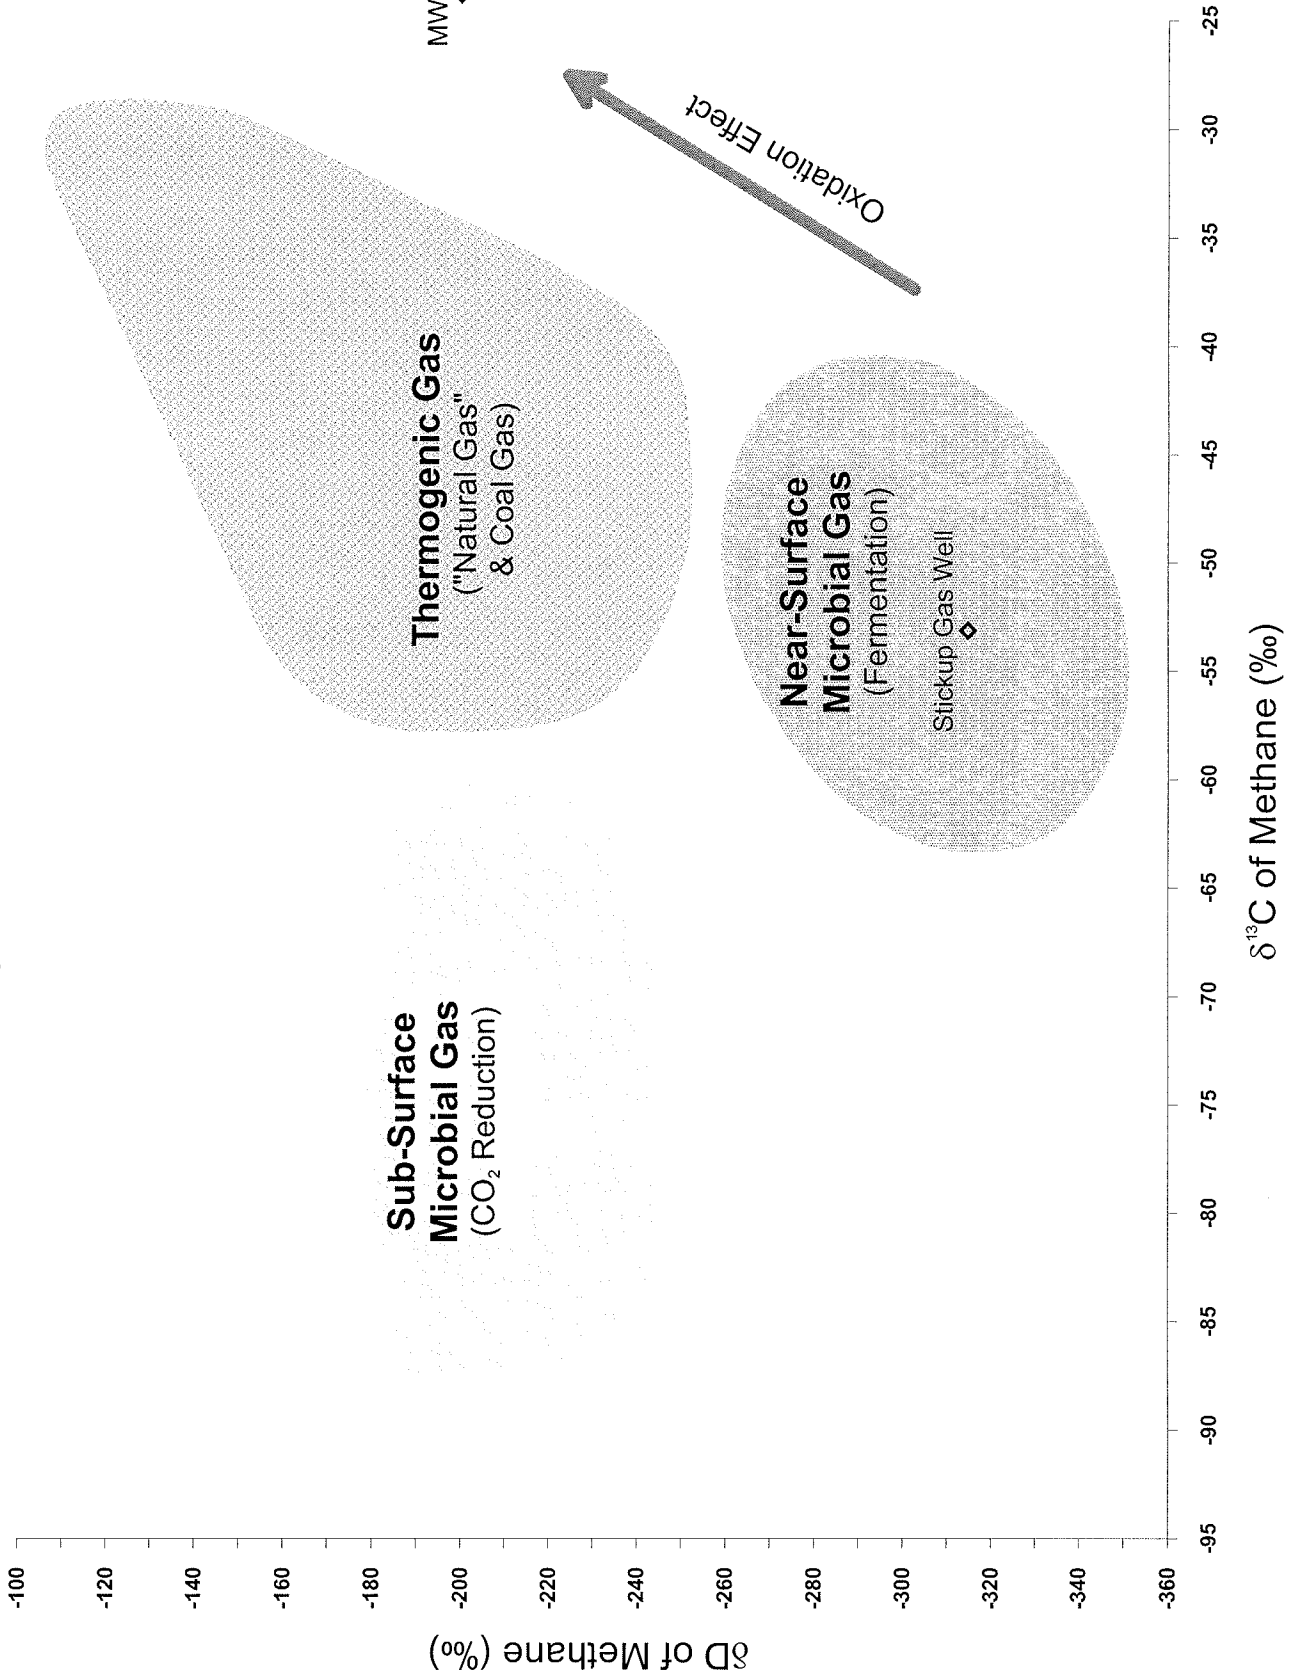 MW
Oxidation Effect
Thermogenic Gas
("Natural Gas"
& Coal Gas)
Near-Surface
Microbial Gas
(Fermentation)
Stickup Gas Well
Sub-Surface
Microbial Gas
(CO₂ Reduction)
-100
-120
-140
-160
-180
-200
-220
-240
-260
-280
-300
-320
-340
-360
δD of Methane (‰)
-95
-90
-85
-80
-75
-70
-65
-60
-55
-50
-45
-40
-35
-30
-25
δ¹³C of Methane (‰)